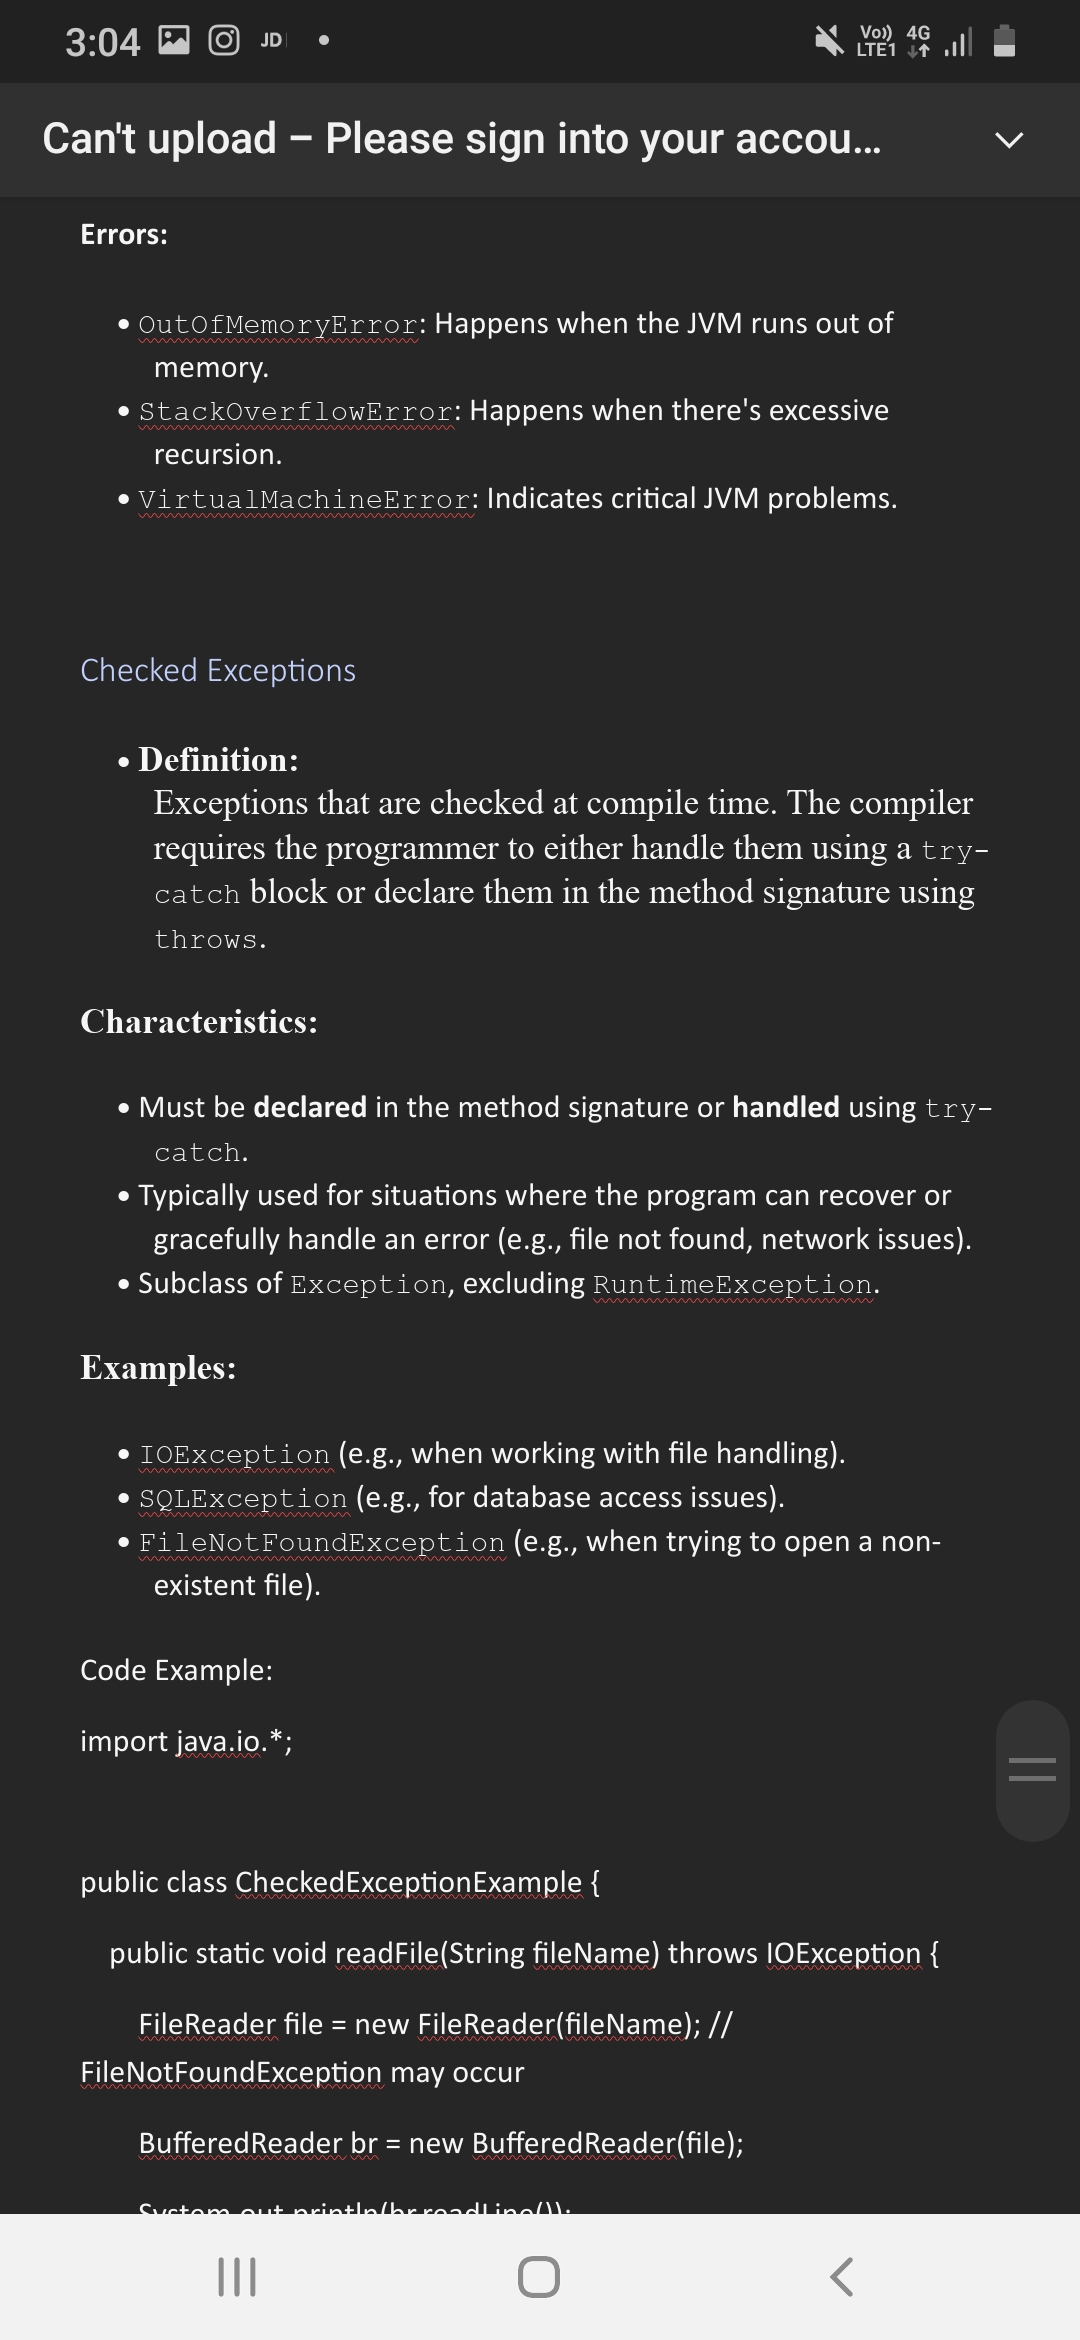 3:04 JD
Vo)) 4G
LTE1
Can't upload – Please sign into your accou...
Errors:
• OutOfMemoryError: Happens when the JVM runs out of
memory.
• StackOverflowError: Happens when there's excessive
recursion.
• VirtualMachineError: Indicates critical JVM problems.
Checked Exceptions
• Definition:
Exceptions that are checked at compile time. The compiler
requires the programmer to either handle them using a try-
catch block or declare them in the method signature using
throws.
Characteristics:
• Must be declared in the method signature or handled using try-
catch.
• Typically used for situations where the program can recover or
gracefully handle an error (e.g., file not found, network issues).
• Subclass of Exception, excluding RuntimeException.
Examples:
• IOException (e.g., when working with file handling).
• SQLException (e.g., for database access issues).
• FileNotFoundException (e.g., when trying to open a non-
existent file).
Code Example:
import java.io.*;
public class CheckedExceptionExample {
public static void readFile(String fileName) throws IOException {
FileReader file = new FileReader(fileName); //
FileNotFoundException may occur
BufferedReader br = new BufferedReader(file);
System.out.println(br.readLine());